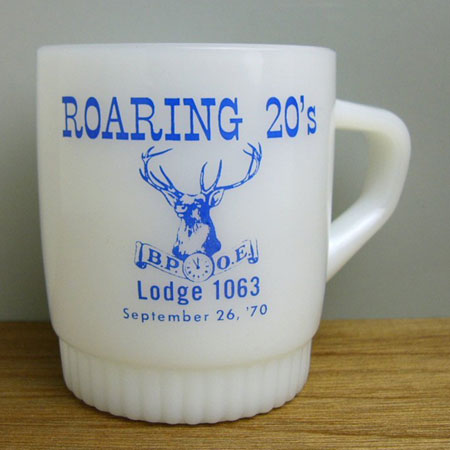 ROARING 20's
B.P.O.E.
Lodge 1063
September 26, '70